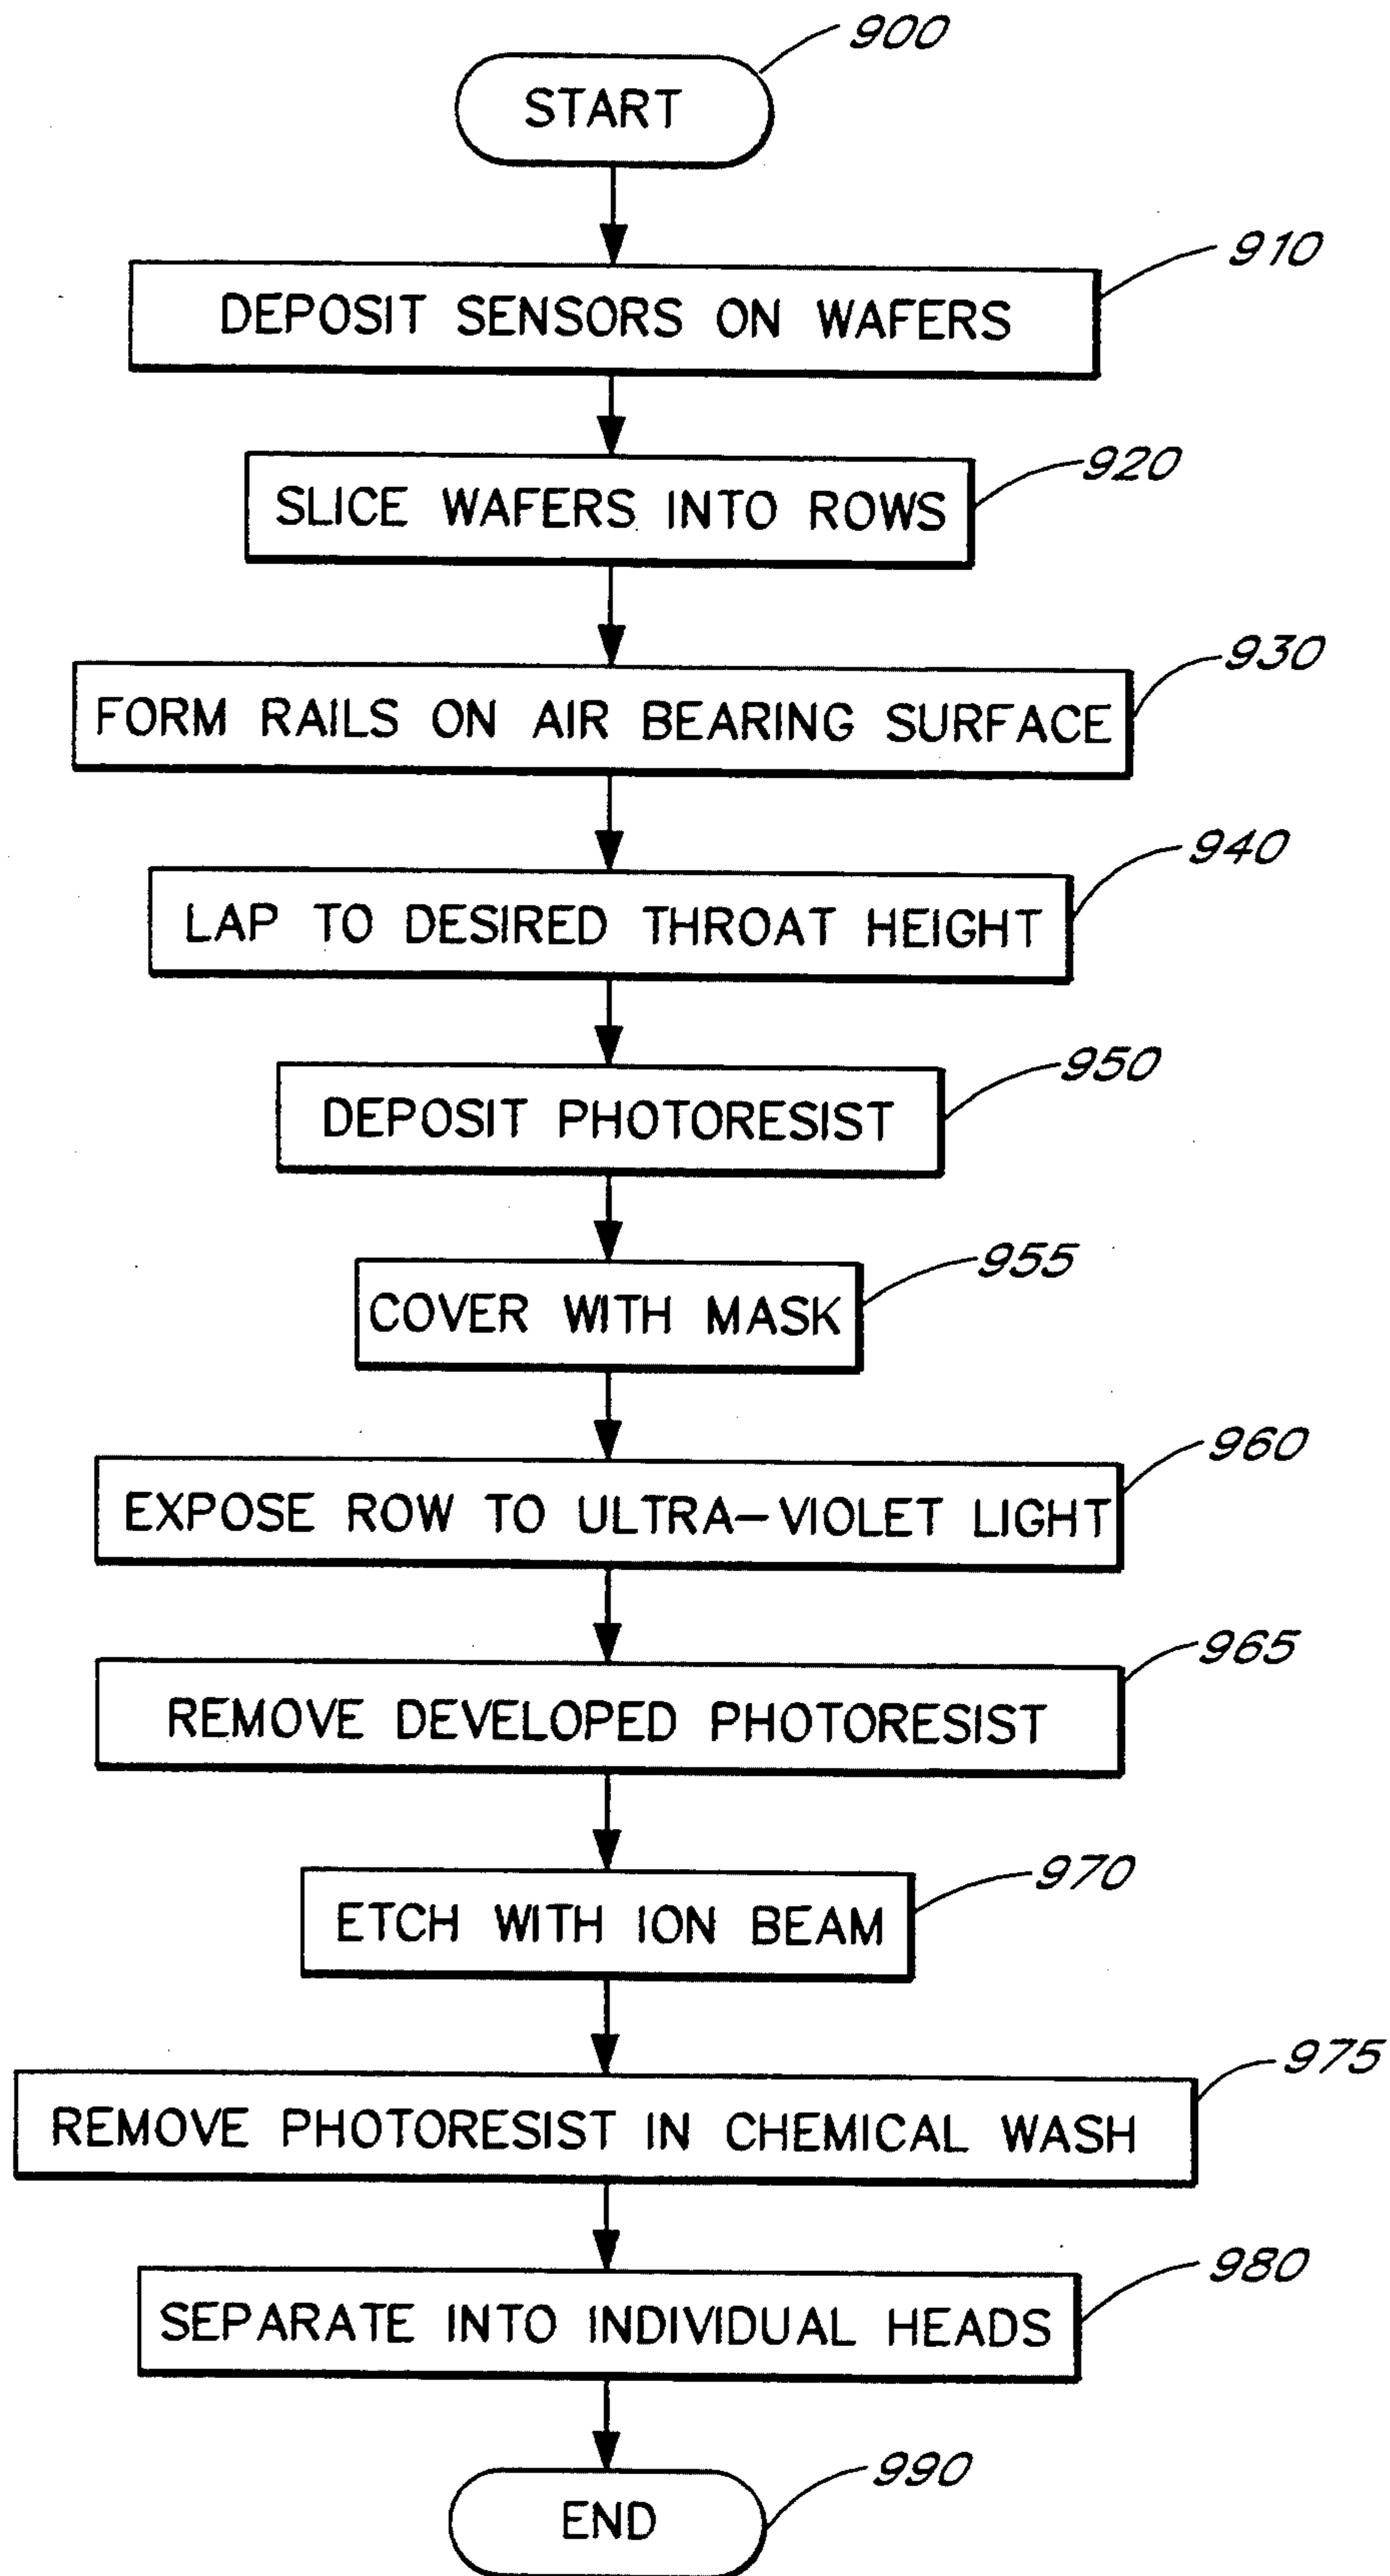 900
START
910
DEPOSIT SENSORS ON WAFERS
920
SLICE WAFERS INTO ROWS
930
FORM RAILS ON AIR BEARING SURFACE
940
LAP TO DESIRED THROAT HEIGHT
950
DEPOSIT PHOTORESIST
955
COVER WITH MASK
960
EXPOSE ROW TO ULTRA-VIOLET LIGHT
965
REMOVE DEVELOPED PHOTORESIST
970
ETCH WITH ION BEAM
975
REMOVE PHOTORESIST IN CHEMICAL WASH
980
SEPARATE INTO INDIVIDUAL HEADS
990
END